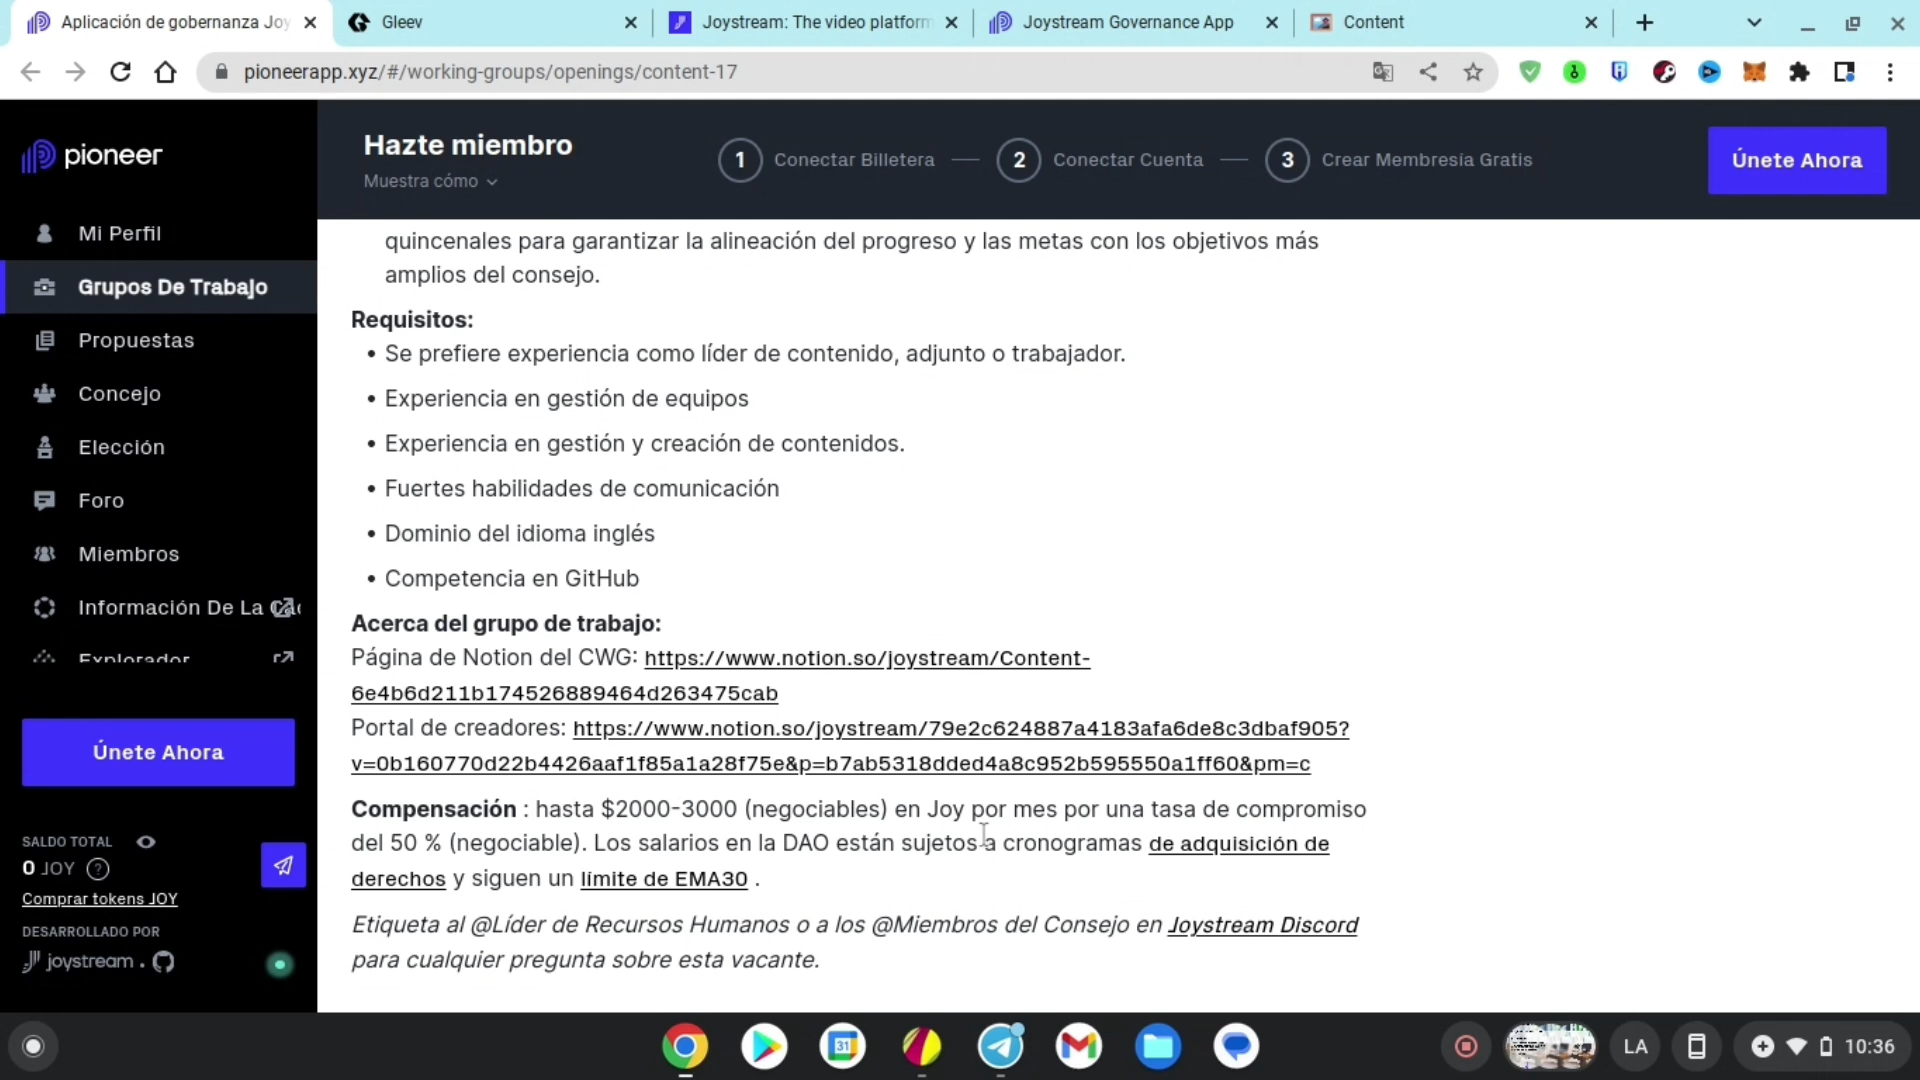 Aplicación de gobernanza Joy
Gleev
Joystream: The video platform
Joystream Governance App
Content
pioneerapp.xyz/#/working-groups/openings/content-17
pioneer
Hazte miembro
Muestra cómo
1 Conectar Billetera
2 Conectar Cuenta
3 Crear Membresía Gratis
Únete Ahora
Mi Perfil
Grupos De Trabajo
Propuestas
Concejo
Elección
Foro
Miembros
Información De La
Explorador
Únete Ahora
SALDO TOTAL
0 JOY ?
Comprar tokens JOY
DESARROLLADO POR
joystream
quincenales para garantizar la alineación del progreso y las metas con los objetivos más
amplios del consejo.
Requisitos:
• Se prefiere experiencia como líder de contenido, adjunto o trabajador.
• Experiencia en gestión de equipos
• Experiencia en gestión y creación de contenidos.
• Fuertes habilidades de comunicación
• Dominio del idioma inglés
• Competencia en GitHub
Acerca del grupo de trabajo:
Página de Notion del CWG: https://www.notion.so/joystream/Content-
6e4b6d211b174526889464d263475cab
Portal de creadores: https://www.notion.so/joystream/79e2c624887a4183afa6de8c3dbaf905?
v=0b160770d22b4426aaf1f85a1a28f75e&p=b7ab5318dded4a8c952b595550a1ff60&pm=c
Compensación : hasta $2000-3000 (negociables) en Joy por mes por una tasa de compromiso
del 50 % (negociable). Los salarios en la DAO están sujetos a cronogramas de adquisición de
derechos y siguen un límite de EMA30 .
Etiqueta al @Líder de Recursos Humanos o a los @Miembros del Consejo en Joystream Discord
para cualquier pregunta sobre esta vacante.
31
LA
10:36